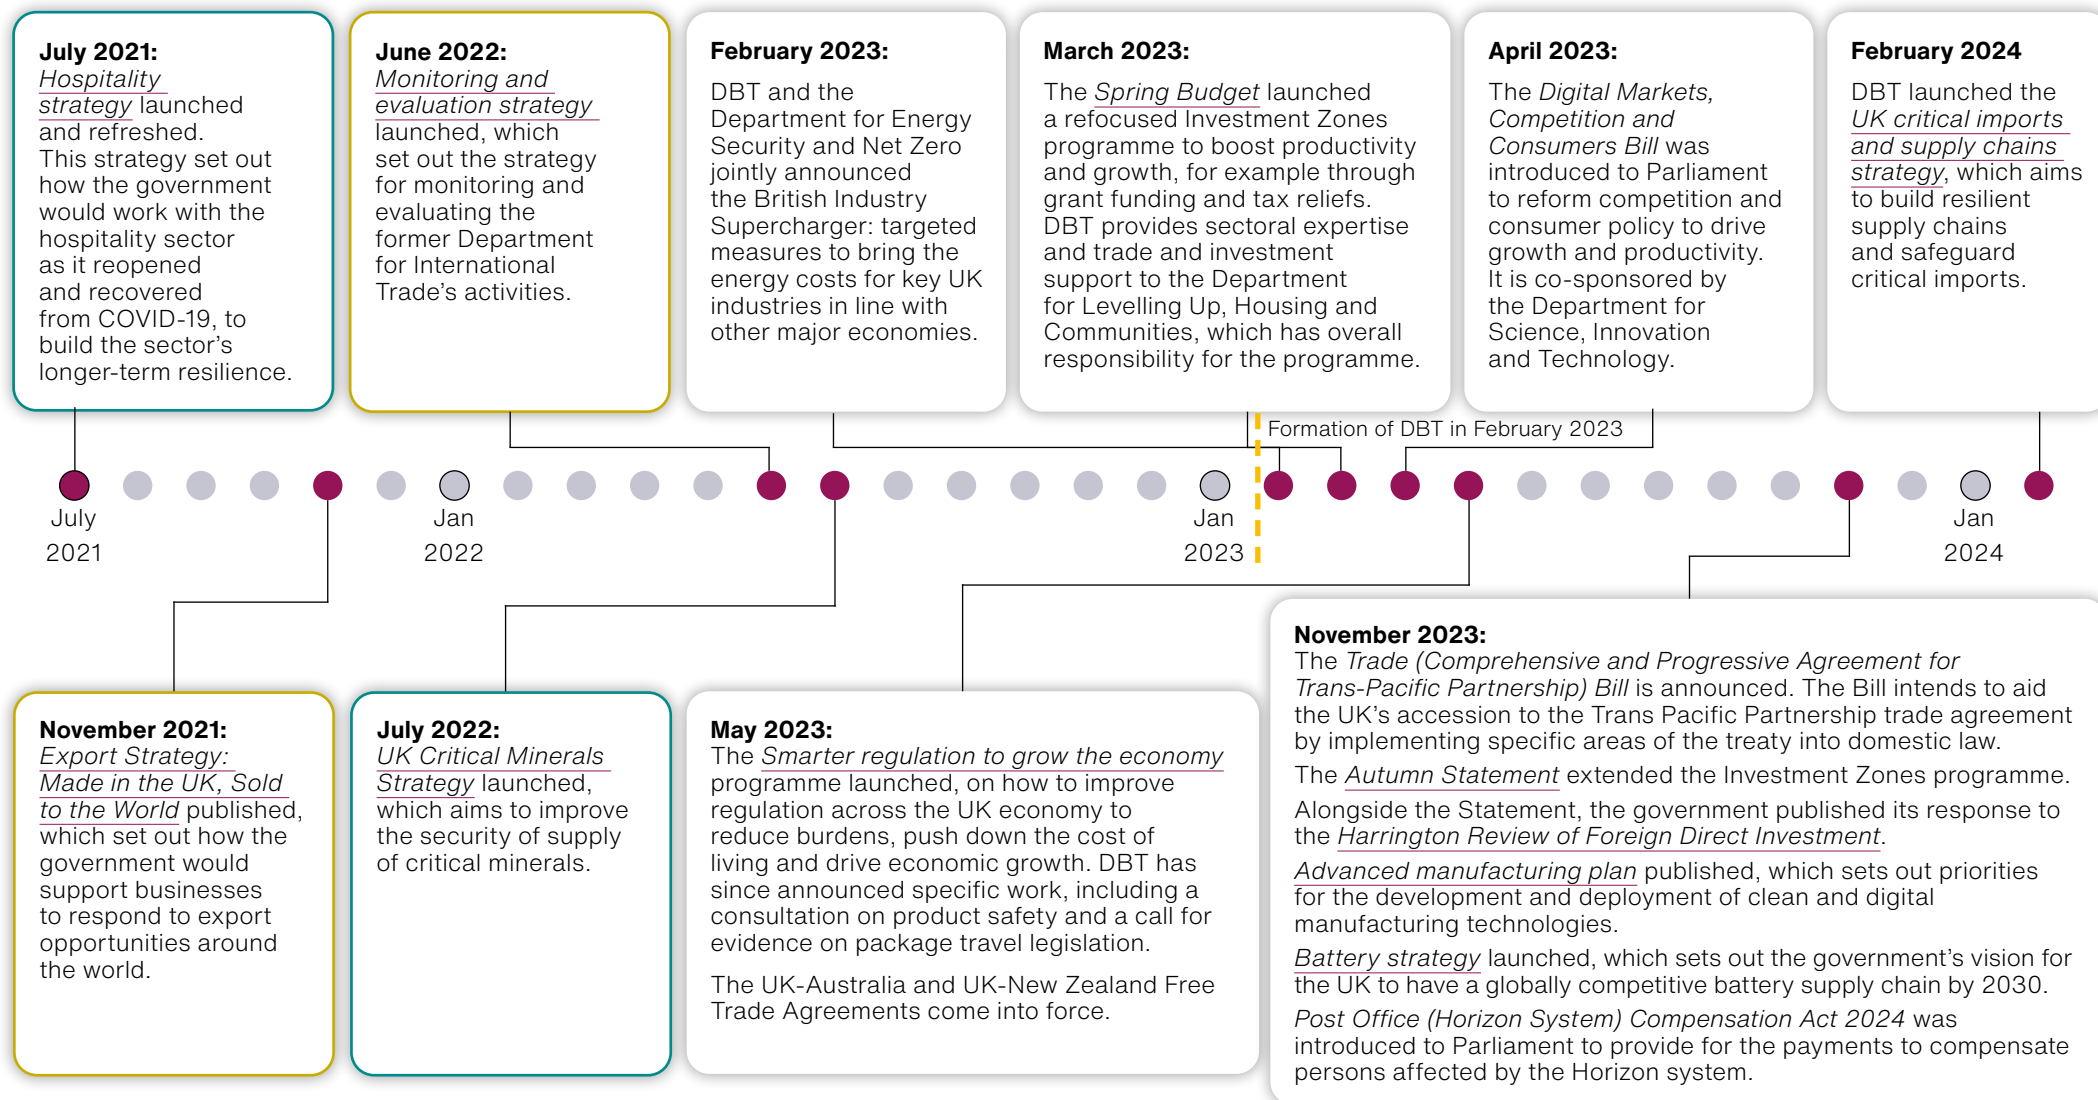 July 2021:
Hospitality
strategy launched
and refreshed.
This strategy set out
how the government
would work with the
hospitality sector
as it reopened
and recovered
from COVID-19, to
build the sector's
longer-term resilience.
June 2022:
Monitoring and
evaluation strategy
launched, which
set out the strategy
for monitoring and
evaluating the
former Department
for International
Trade's activities.
February 2023:
DBT and the
Department for Energy
Security and Net Zero
jointly announced
the British Industry
Supercharger: targeted
measures to bring the
energy costs for key UK
industries in line with
other major economies.
March 2023:
The Spring Budget launched
a refocused Investment Zones
programme to boost productivity
and growth, for example through
grant funding and tax reliefs.
DBT provides sectoral expertise
and trade and investment
support to the Department
for Levelling Up, Housing and
Communities, which has overall
responsibility for the programme.
April 2023:
The Digital Markets,
Competition and
Consumers Bill was
introduced to Parliament
to reform competition and
consumer policy to drive
growth and productivity.
It is co-sponsored by
the Department for
Science, Innovation
and Technology.
February 2024
DBT launched the
UK critical imports
and supply chains
strategy, which aims
to build resilient
supply chains
and safeguard
critical imports.
Formation of DBT in February 2023
July
2021
Jan
2022
Jan
2023
Jan
2024
November 2021:
Export Strategy:
Made in the UK, Sold
to the World published,
which set out how the
government would
support businesses
to respond to export
opportunities around
the world.
July 2022:
UK Critical Minerals
Strategy launched,
which aims to improve
the security of supply
of critical minerals.
May 2023:
The Smarter regulation to grow the economy
programme launched, on how to improve
regulation across the UK economy to
reduce burdens, push down the cost of
living and drive economic growth. DBT has
since announced specific work, including a
consultation on product safety and a call for
evidence on package travel legislation.
The UK-Australia and UK-New Zealand Free
Trade Agreements come into force.
November 2023:
The Trade (Comprehensive and Progressive Agreement for
Trans-Pacific Partnership) Bill is announced. The Bill intends to aid
the UK's accession to the Trans Pacific Partnership trade agreement
by implementing specific areas of the treaty into domestic law.
The Autumn Statement extended the Investment Zones programme.
Alongside the Statement, the government published its response to
the Harrington Review of Foreign Direct Investment.
Advanced manufacturing plan published, which sets out priorities
for the development and deployment of clean and digital
manufacturing technologies.
Battery strategy launched, which sets out the government's vision for
the UK to have a globally competitive battery supply chain by 2030.
Post Office (Horizon System) Compensation Act 2024 was
introduced to Parliament to provide for the payments to compensate
persons affected by the Horizon system.